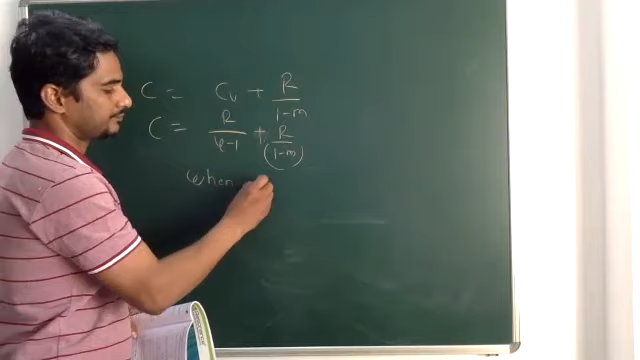 C = Cv + R/1-m
C = R/γ-1 + R/(1-m)
when